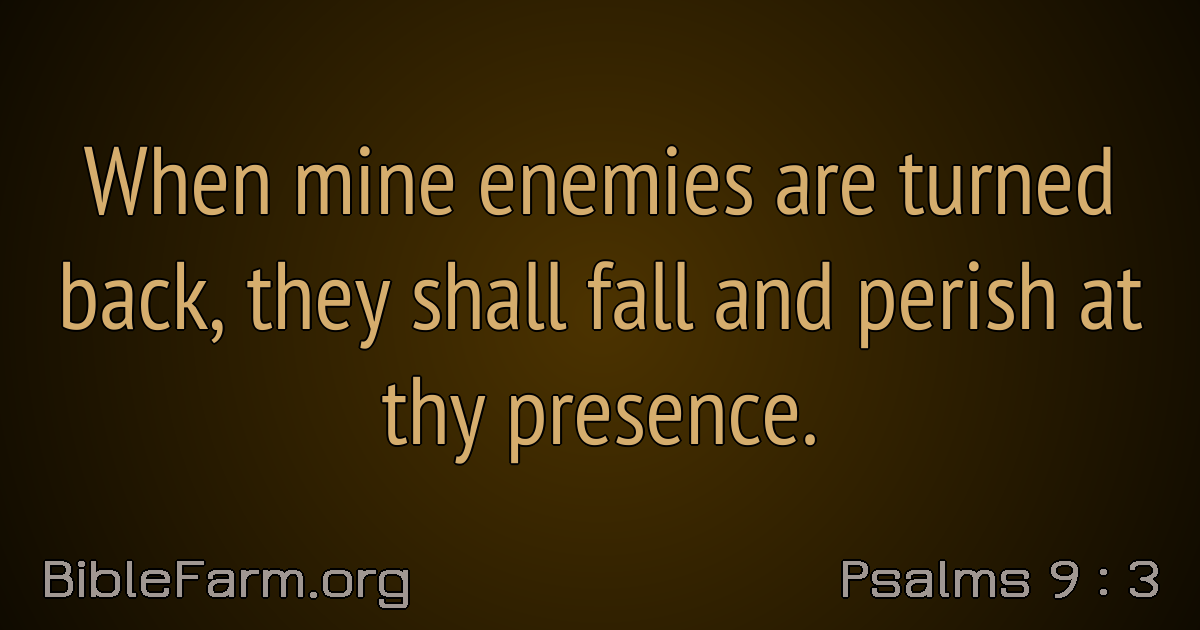 When mine enemies are turned
back, they shall fall and perish at
thy presence.
BibleFarm.org
Psalms 9 : 3